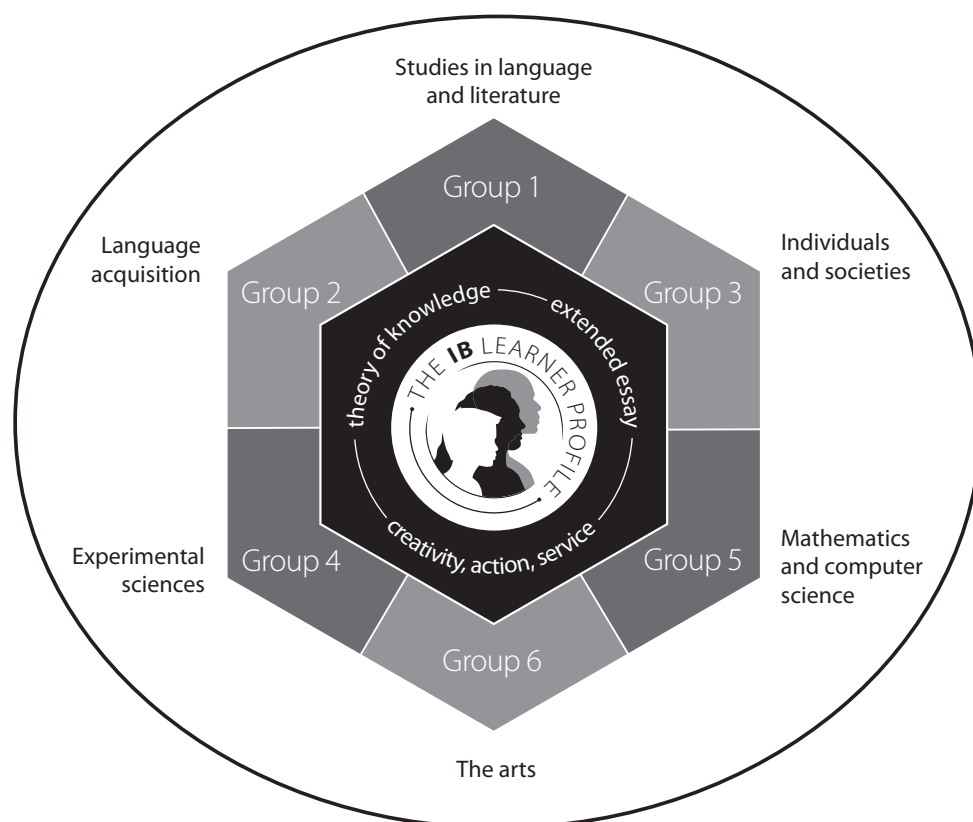 Studies in language
and literature
Group 1
Language
acquisition
Group 2
Individuals
and societies
Group 3
theory of knowledge
extended essay
THE IB LEARNER PROFILE
creativity, action, service
Experimental
sciences
Group 4
Mathematics
and computer
science
Group 5
Group 6
The arts